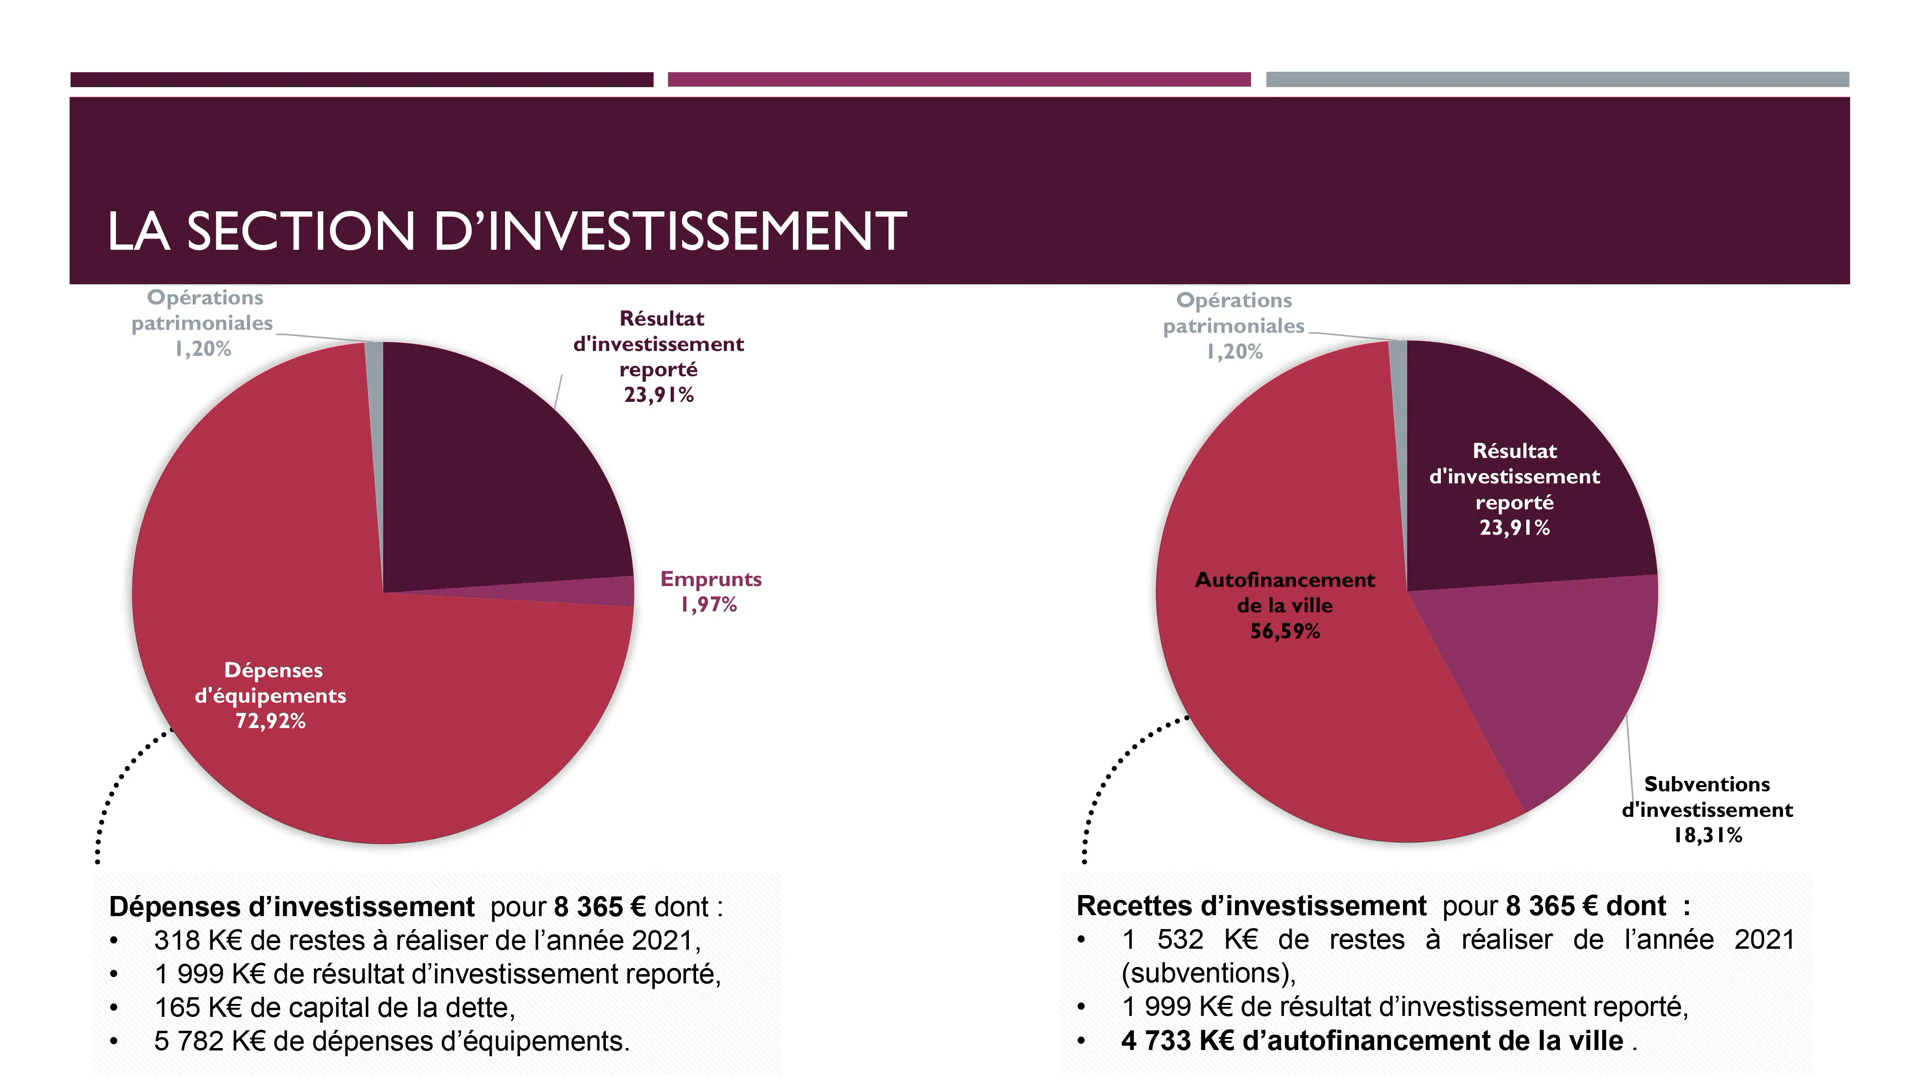 LA SECTION D’INVESTISSEMENT
Opérations
patrimoniales
1,20%
Résultat
d'investissement
reporté
23,91%
Emprunts
1,97%
Dépenses
d'équipements
72,92%
Dépenses d’investissement pour 8 365 € dont :
• 318 K€ de restes à réaliser de l’année 2021,
• 1 999 K€ de résultat d’investissement reporté,
• 165 K€ de capital de la dette,
• 5 782 K€ de dépenses d’équipements.
Opérations
patrimoniales
1,20%
Résultat
d'investissement
reporté
23,91%
Autofinancement
de la ville
56,59%
Subventions
d'investissement
18,31%
Recettes d’investissement pour 8 365 € dont :
• 1 532 K€ de restes à réaliser de l’année 2021
(subventions),
• 1 999 K€ de résultat d’investissement reporté,
• 4 733 K€ d’autofinancement de la ville .